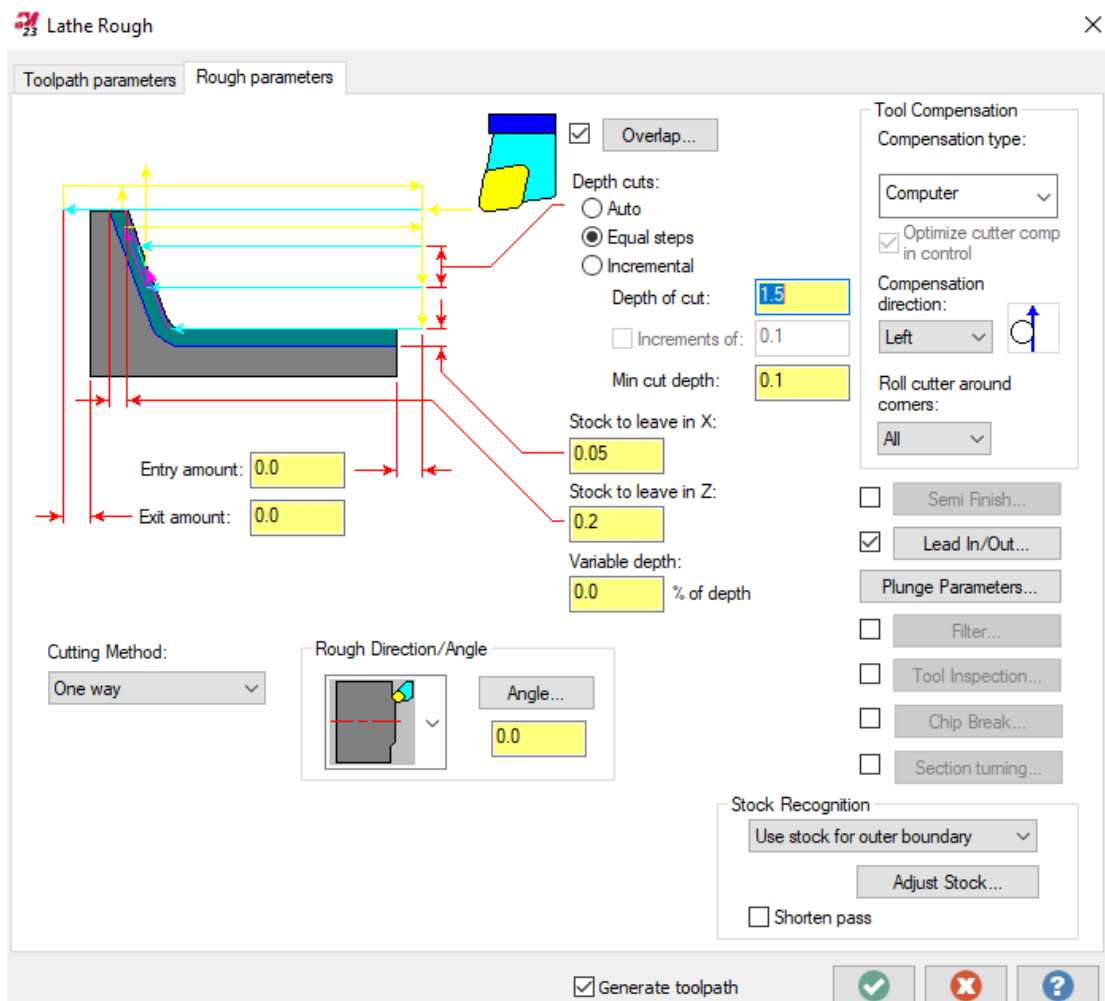 23 Lathe Rough
Toolpath parameters
Rough parameters
Overlap...
Depth cuts:
Auto
Equal steps
Incremental
Depth of cut:
1.5
Increments of:
0.1
Min cut depth:
0.1
Stock to leave in X:
0.05
Stock to leave in Z:
0.2
Variable depth:
0.0
% of depth
Entry amount:
0.0
Exit amount:
0.0
Cutting Method:
One way
Rough Direction/Angle
Angle...
0.0
Tool Compensation
Compensation type:
Computer
Optimize cutter comp
in control
Compensation
direction:
Left
Roll cutter around
corners:
All
Semi Finish...
Lead In/Out...
Plunge Parameters...
Filter...
Tool Inspection...
Chip Break...
Section turning...
Stock Recognition
Use stock for outer boundary
Adjust Stock...
Shorten pass
Generate toolpath